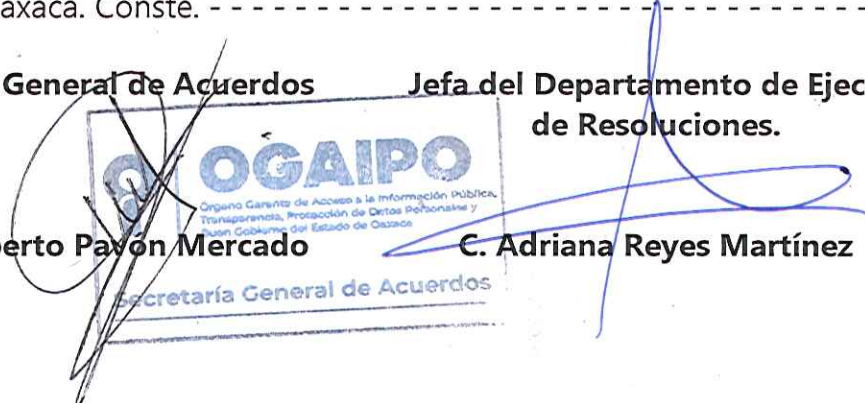 axaca. Conste. - - - - - - - - - - - - - - - - - - - - - - - - - - - - - - - - - - - - - - - -
General de Acuerdos Jefa del Departamento de Ejec
de Resoluciones.
OGAIPO
Órgano Garante de Acceso a la Información Pública,
Transparencia, Protección de Datos Personales y
Buen Gobierno del Estado de Oaxaca
berto Pavón Mercado C. Adriana Reyes Martínez
Secretaría General de Acuerdos